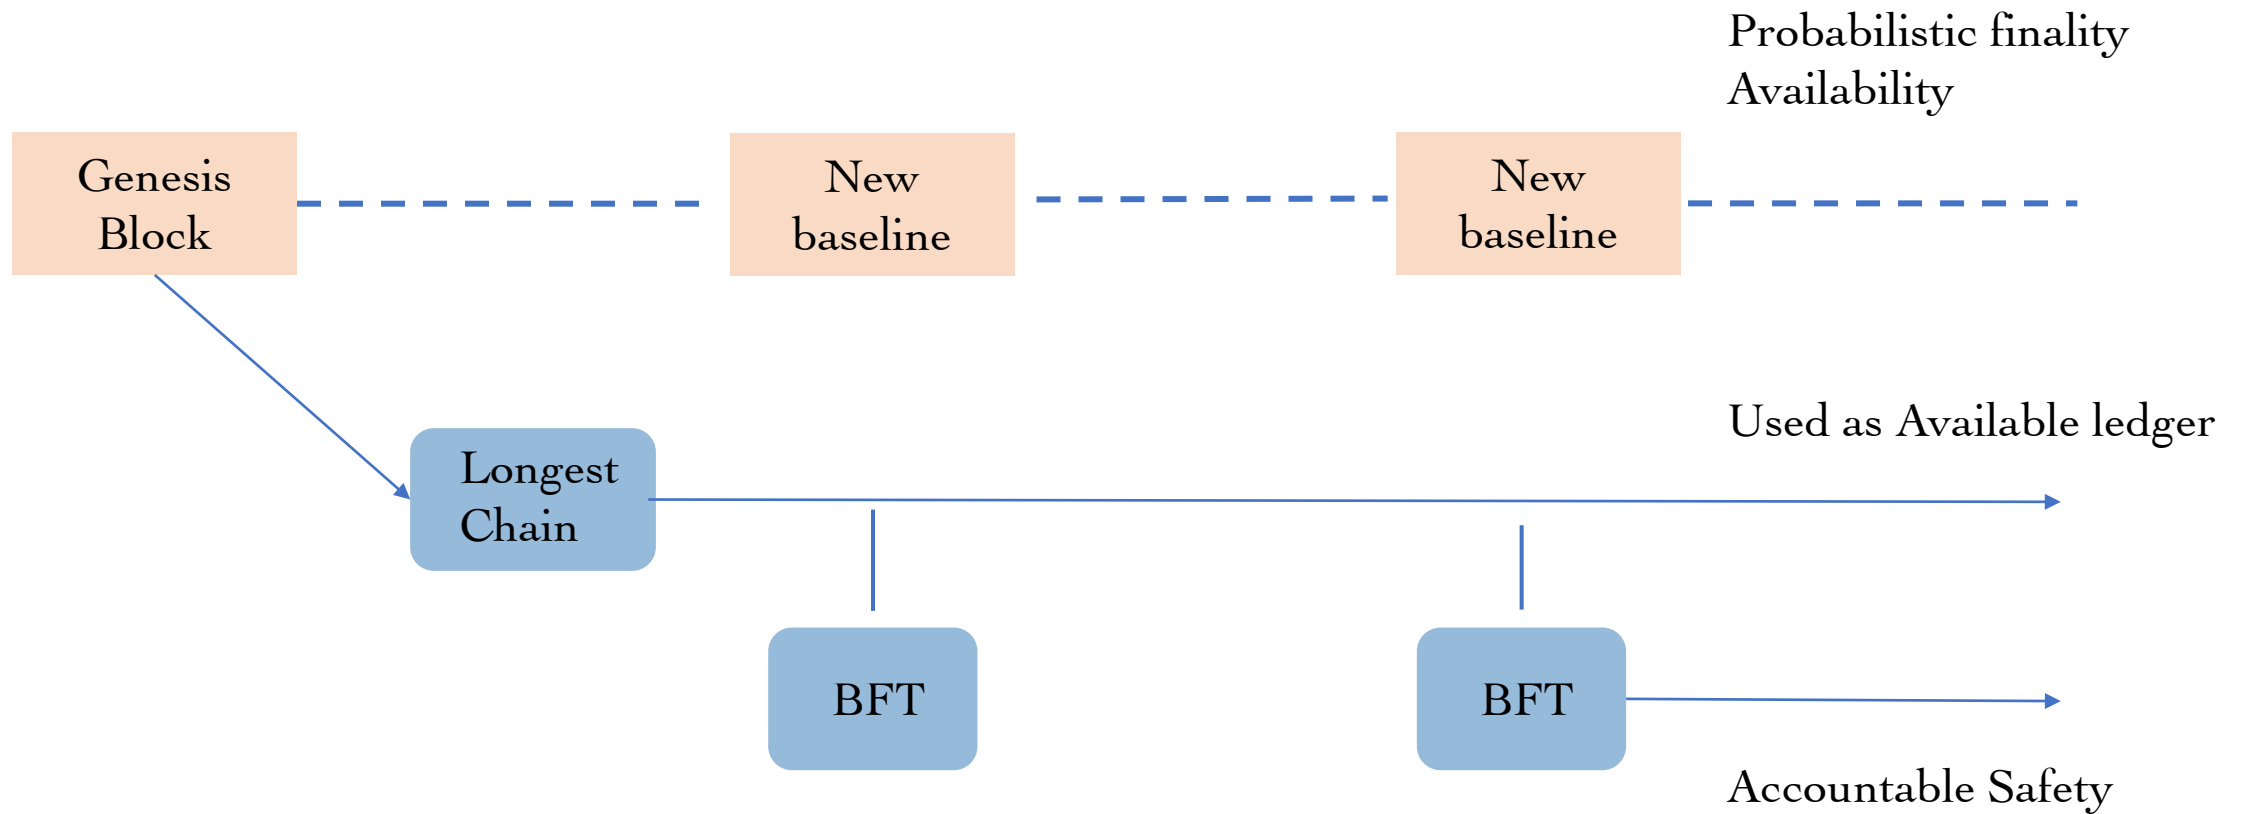 Probabilistic finality
Availability
Genesis
Block
New
baseline
New
baseline
Used as Available ledger
Longest
Chain
BFT
BFT
Accountable Safety